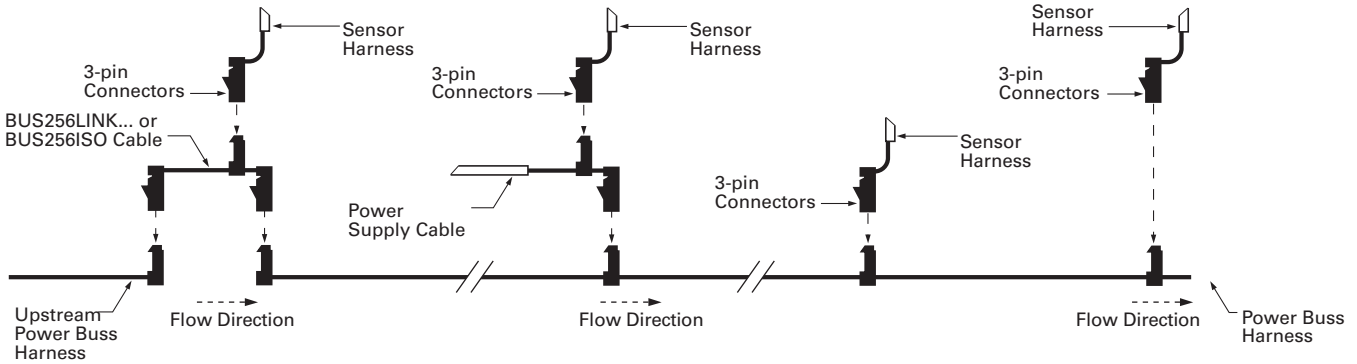 Sensor
Harness
Sensor
Harness
Sensor
Harness
3-pin
Connectors
3-pin
Connectors
3-pin
Connectors
BUS256LINK... or
BUS256ISO Cable
Sensor
Harness
3-pin
Connectors
Power
Supply Cable
Upstream
Power Buss
Harness
Flow Direction
Flow Direction
Flow Direction
Power Buss
Harness